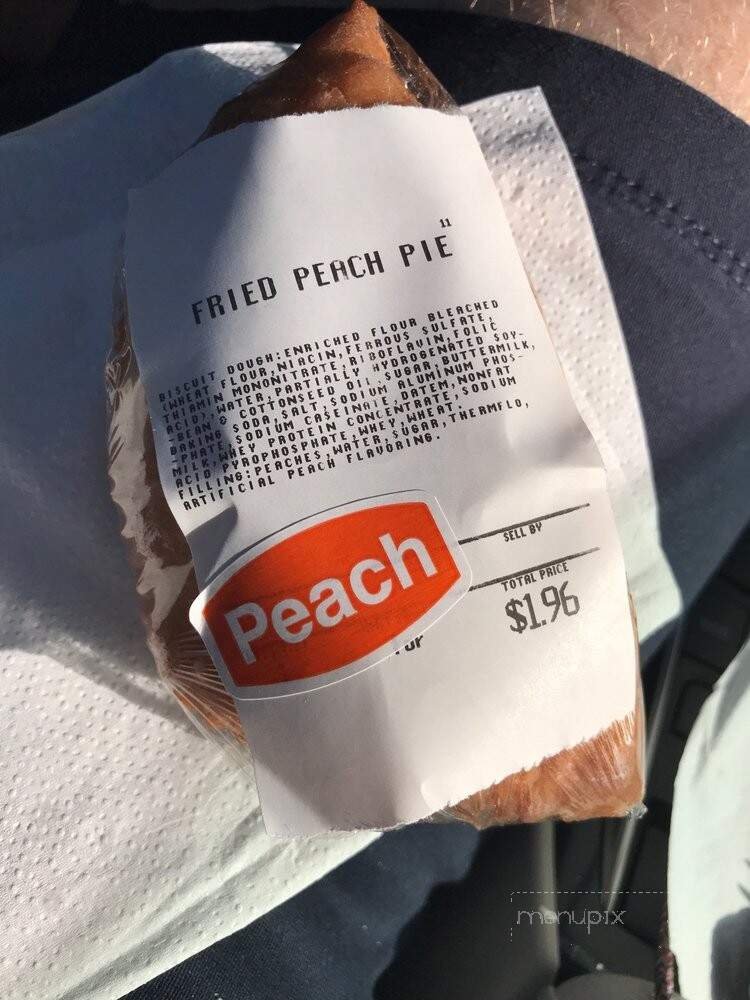 11
FRIED PEACH PIE
BISCUIT DOUGH:ENRICHED FLOUR BLEACHED
(WHEAT FLOUR,NIACIN,FERROUS SULFATE,
THIAMIN MONONITRATE,RIBOFLAVIN,FOLIC
ACID),WATER,PARTIALLY HYDROGENATED SOY-
-BEAN & COTTONSEED OIL,SUGAR,BUTTERMILK,
BAKING SODA,SALT,SODIUM ALUMINUM PHOS-
-PHATE,SODIUM CASEINATE,DATEM,NONFAT
MILK,WHEY PROTEIN CONCENTRATE,SODIUM
ACID PYROPHOSPHATE,WHEY,WHEAT.
FILLING:PEACHES,WATER,SUGAR,THERMFLO,
ARTIFICIAL PEACH FLAVORING.
Peach
SELL BY
TOTAL PRICE
$1.96
menupix